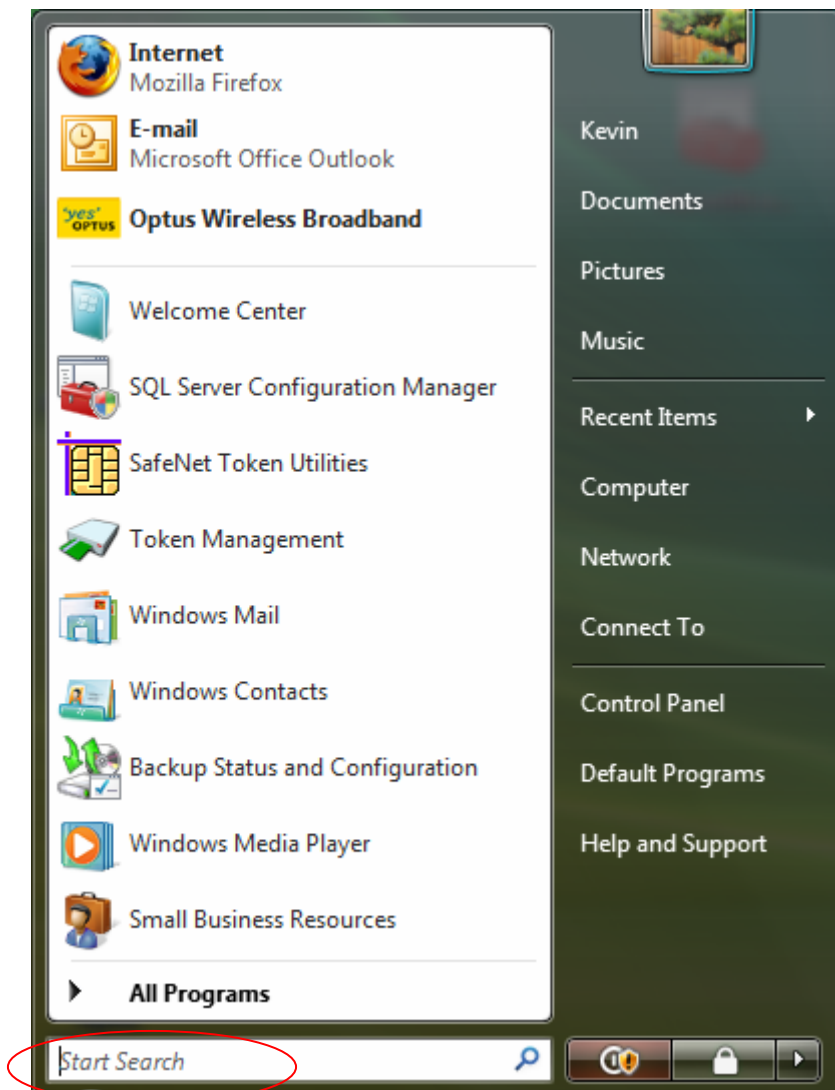 Internet
Mozilla Firefox
E-mail
Microsoft Office Outlook
'yes' OPTUS
Optus Wireless Broadband
Welcome Center
SQL Server Configuration Manager
SafeNet Token Utilities
Token Management
Windows Mail
Windows Contacts
Backup Status and Configuration
Windows Media Player
Small Business Resources
All Programs
Start Search
Kevin
Documents
Pictures
Music
Recent Items
Computer
Network
Connect To
Control Panel
Default Programs
Help and Support